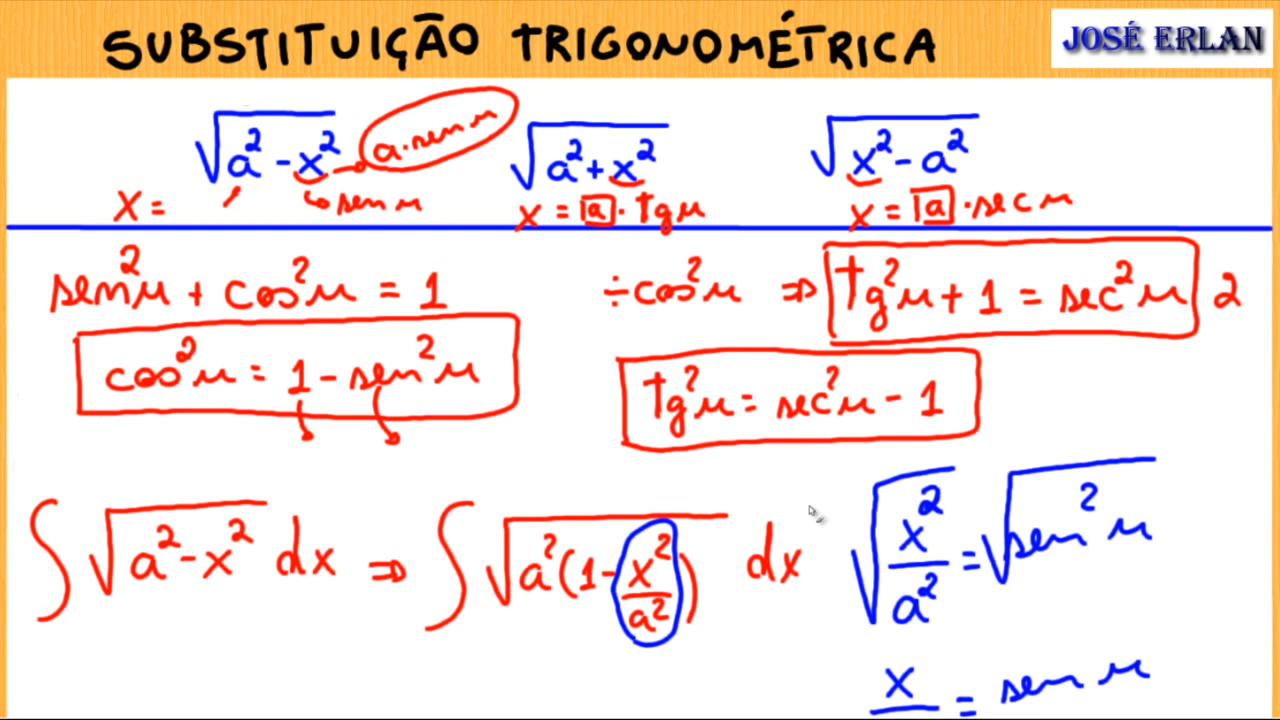 SUBSTITUIÇÃO TRIGONOMÉTRICA
JOSÉ ERLAN
√(a² - x²) → a·sen u
√(a² + x²)
√(x² - a²)
x =
↳ sen u
x = a · tg u
x = a · sec u
sen²u + cos²u = 1
÷cos²u ⇒ tg²u + 1 = sec²u 2
cos²u = 1 - sen²u
tg²u = sec²u - 1
∫ √(a² - x²) dx ⇒ ∫ √(a²(1 - x²/a²)) dx
√(x²/a²) = √(sen²u)
x = sen u